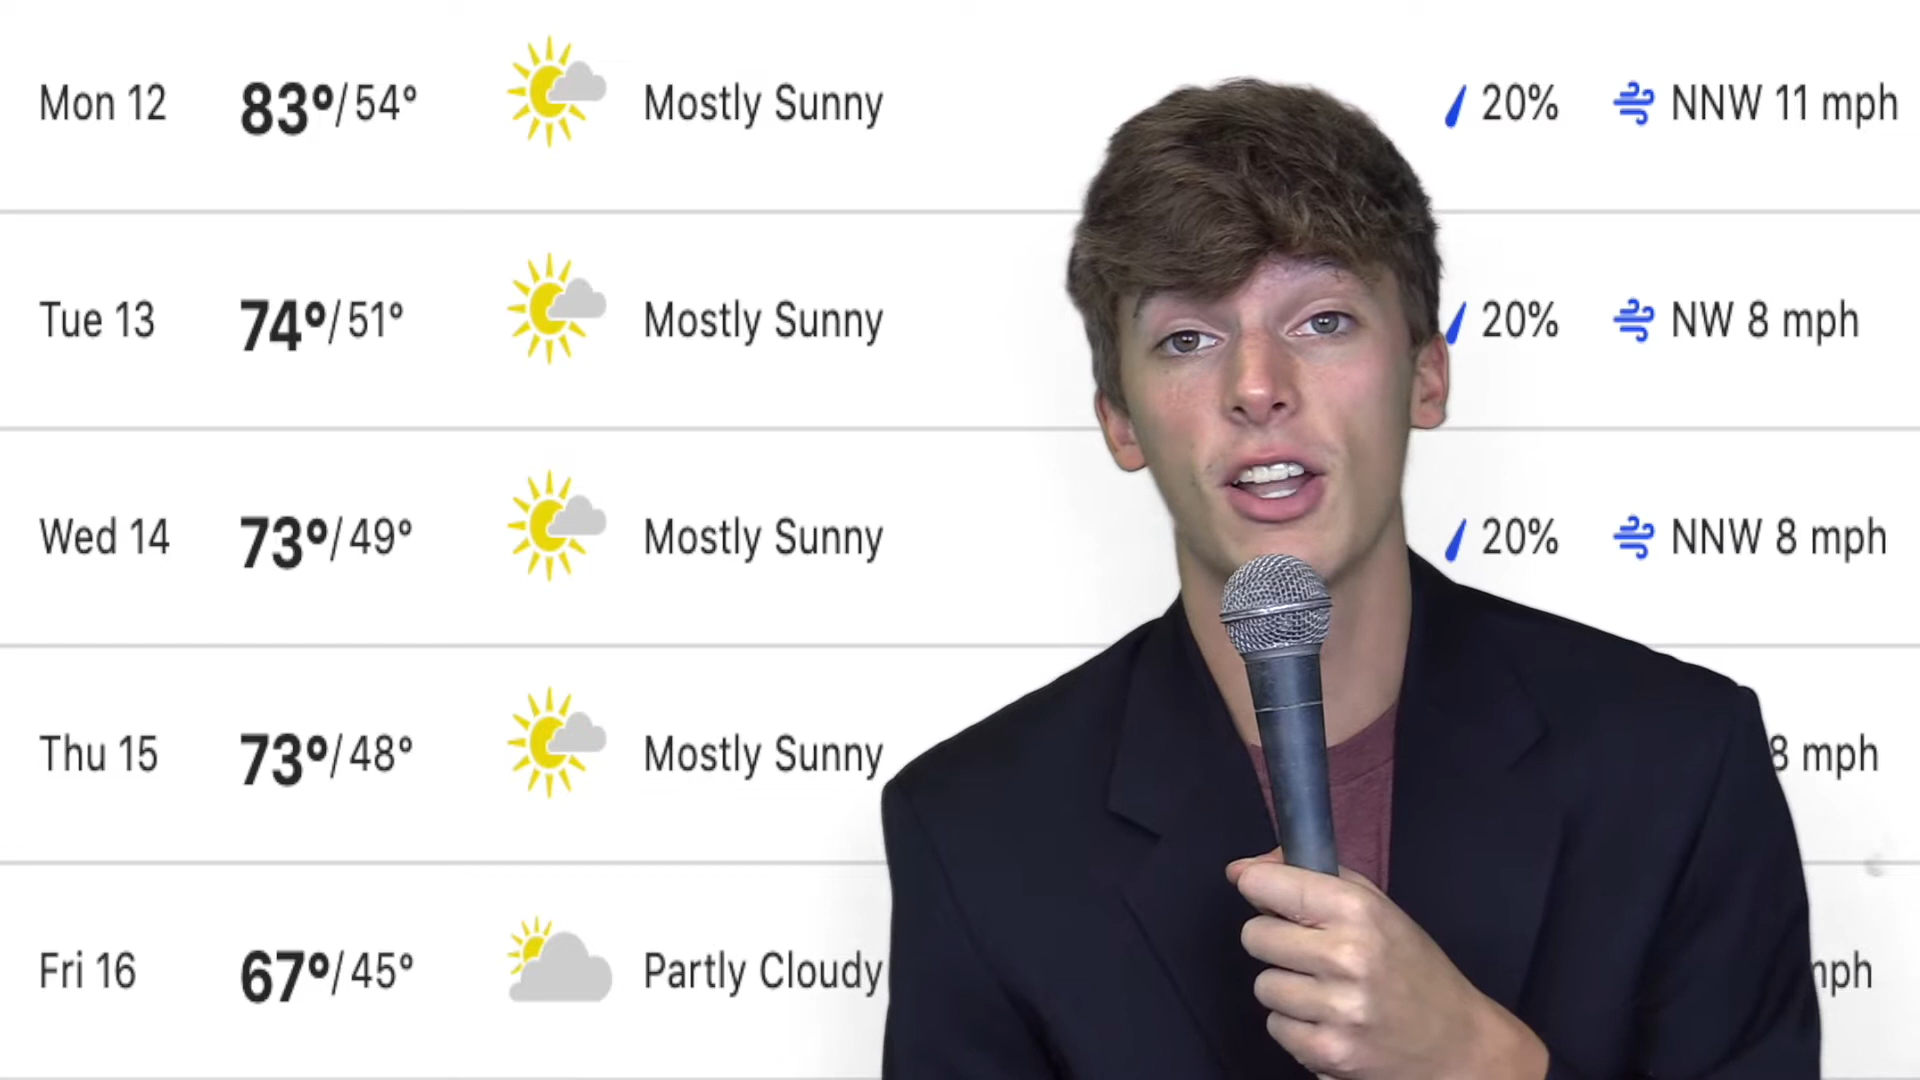 Mon 12 83°/54° Mostly Sunny 20% NNW 11 mph
Tue 13 74°/51° Mostly Sunny 20% NW 8 mph
Wed 14 73°/49° Mostly Sunny 20% NNW 8 mph
Thu 15 73°/48° Mostly Sunny 8 mph
Fri 16 67°/45° Partly Cloudy mph